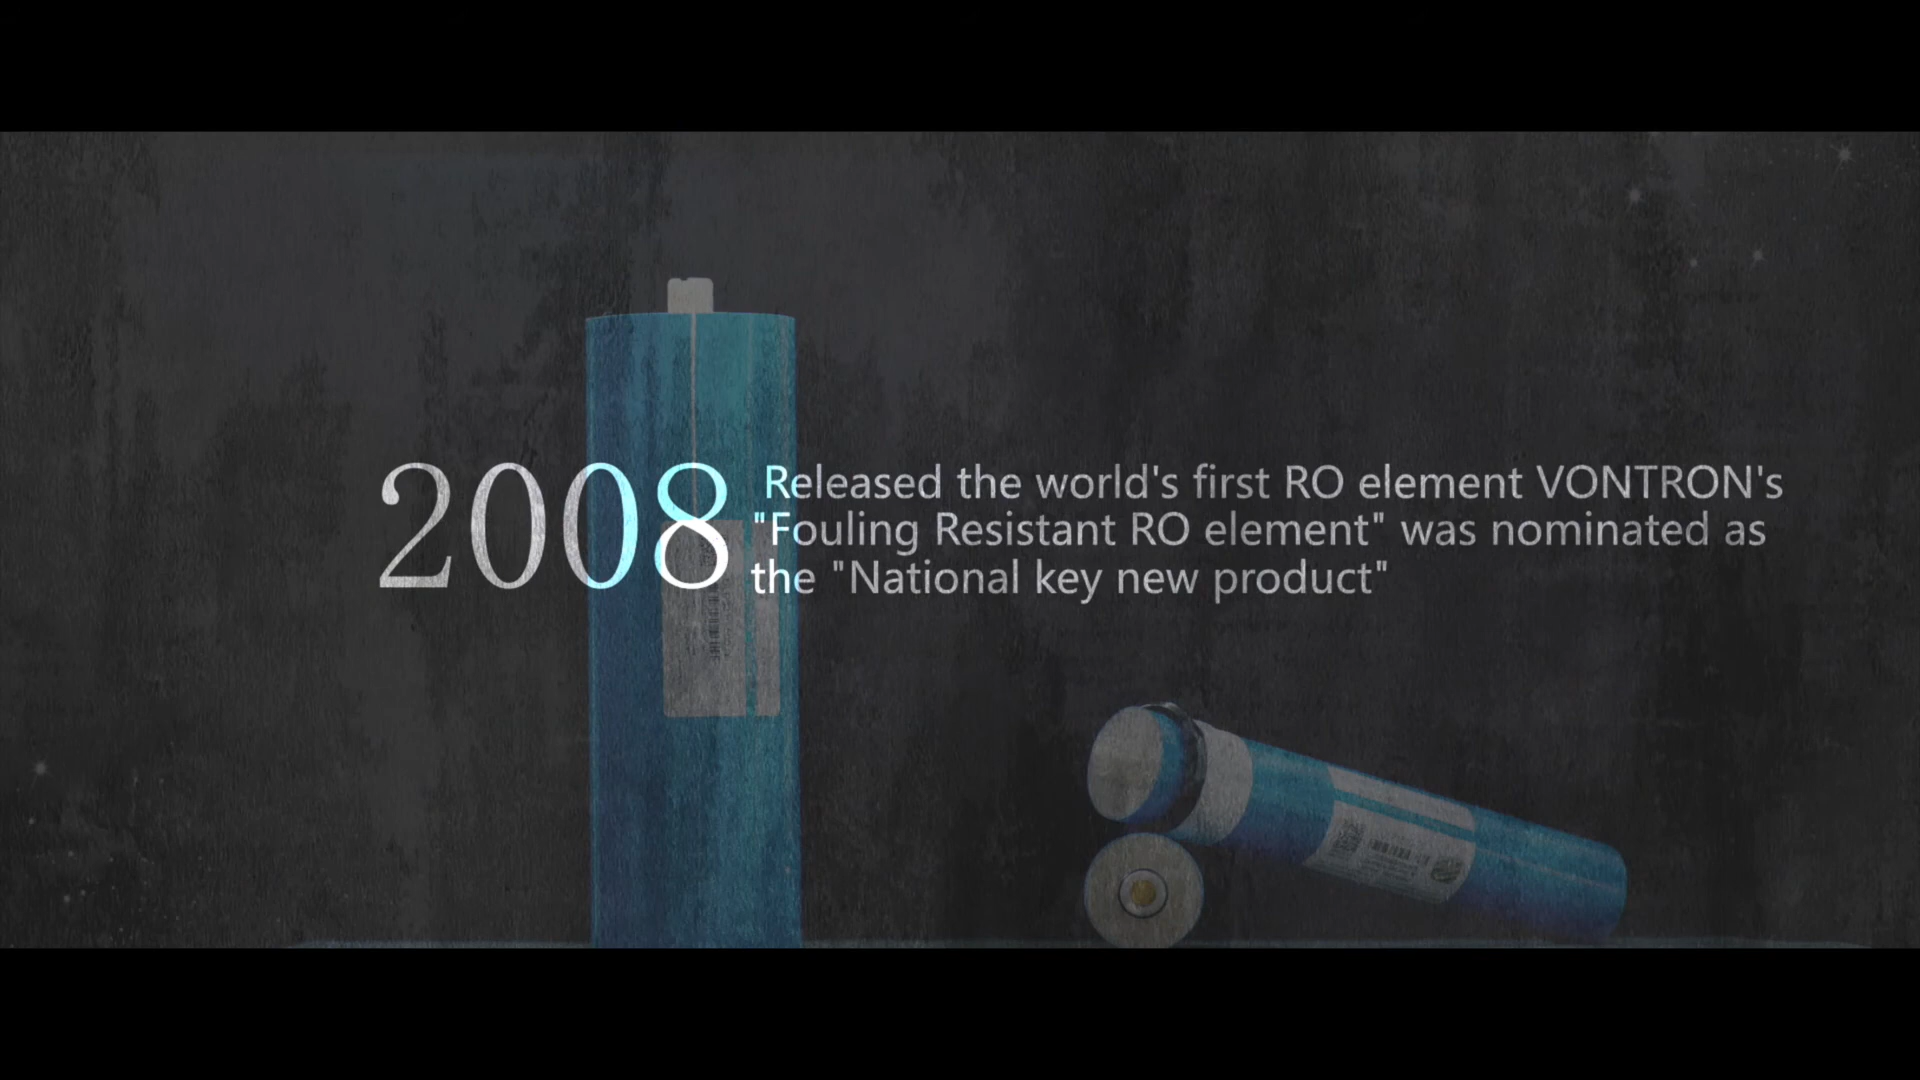 2008
Released the world's first RO element VONTRON's
"Fouling Resistant RO element" was nominated as
the "National key new product"